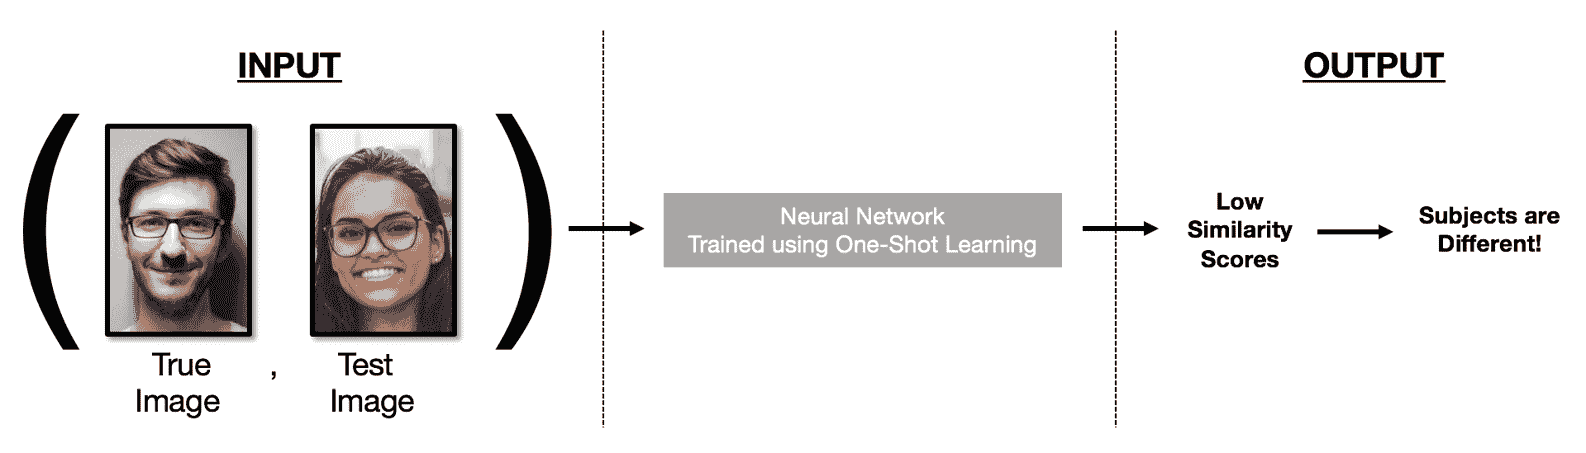 INPUT
True
Image
,
Test
Image
Neural Network
Trained using One-Shot Learning
OUTPUT
Low
Similarity
Scores
Subjects are
Different!